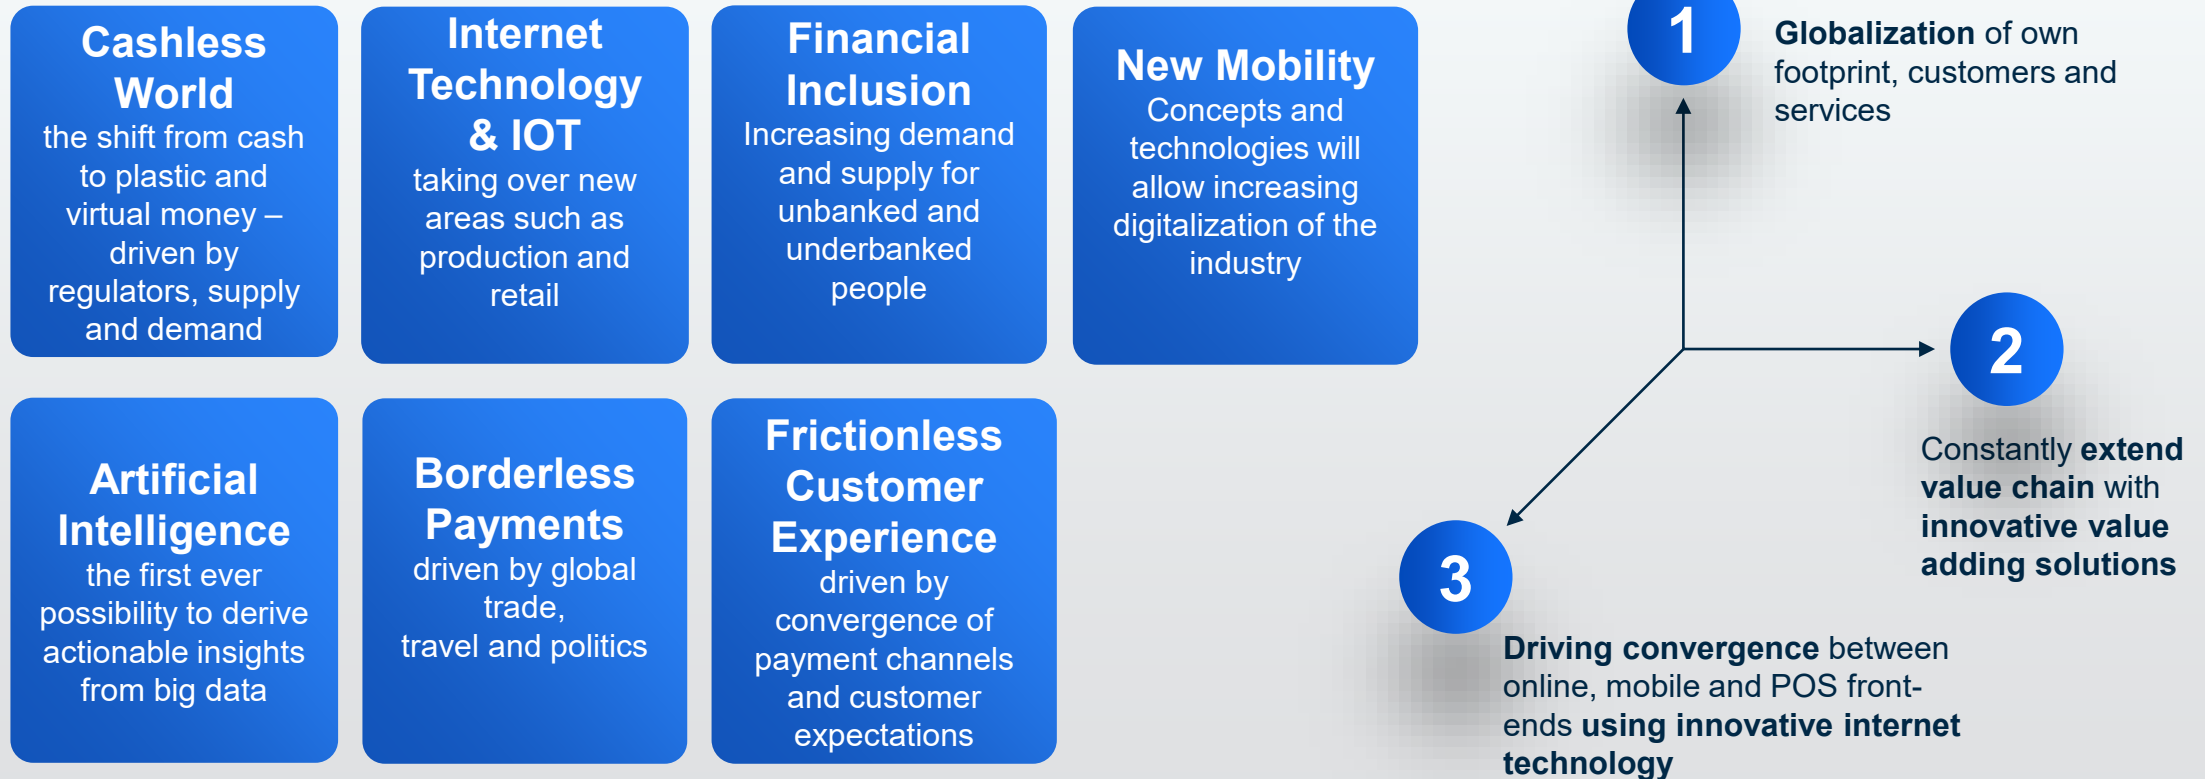 Cashless
World
the shift from cash
to plastic and
virtual money –
driven by
regulators, supply
and demand
Internet
Technology
& IOT
taking over new
areas such as
production and
retail
Financial
Inclusion
Increasing demand
and supply for
unbanked and
underbanked
people
New Mobility
Concepts and
technologies will
allow increasing
digitalization of the
industry
Artificial
Intelligence
the first ever
possibility to derive
actionable insights
from big data
Borderless
Payments
driven by global
trade,
travel and politics
Frictionless
Customer
Experience
driven by
convergence of
payment channels
and customer
expectations
1
Globalization of own
footprint, customers and
services
2
Constantly extend
value chain with
innovative value
adding solutions
3
Driving convergence between
online, mobile and POS front-
ends using innovative internet
technology